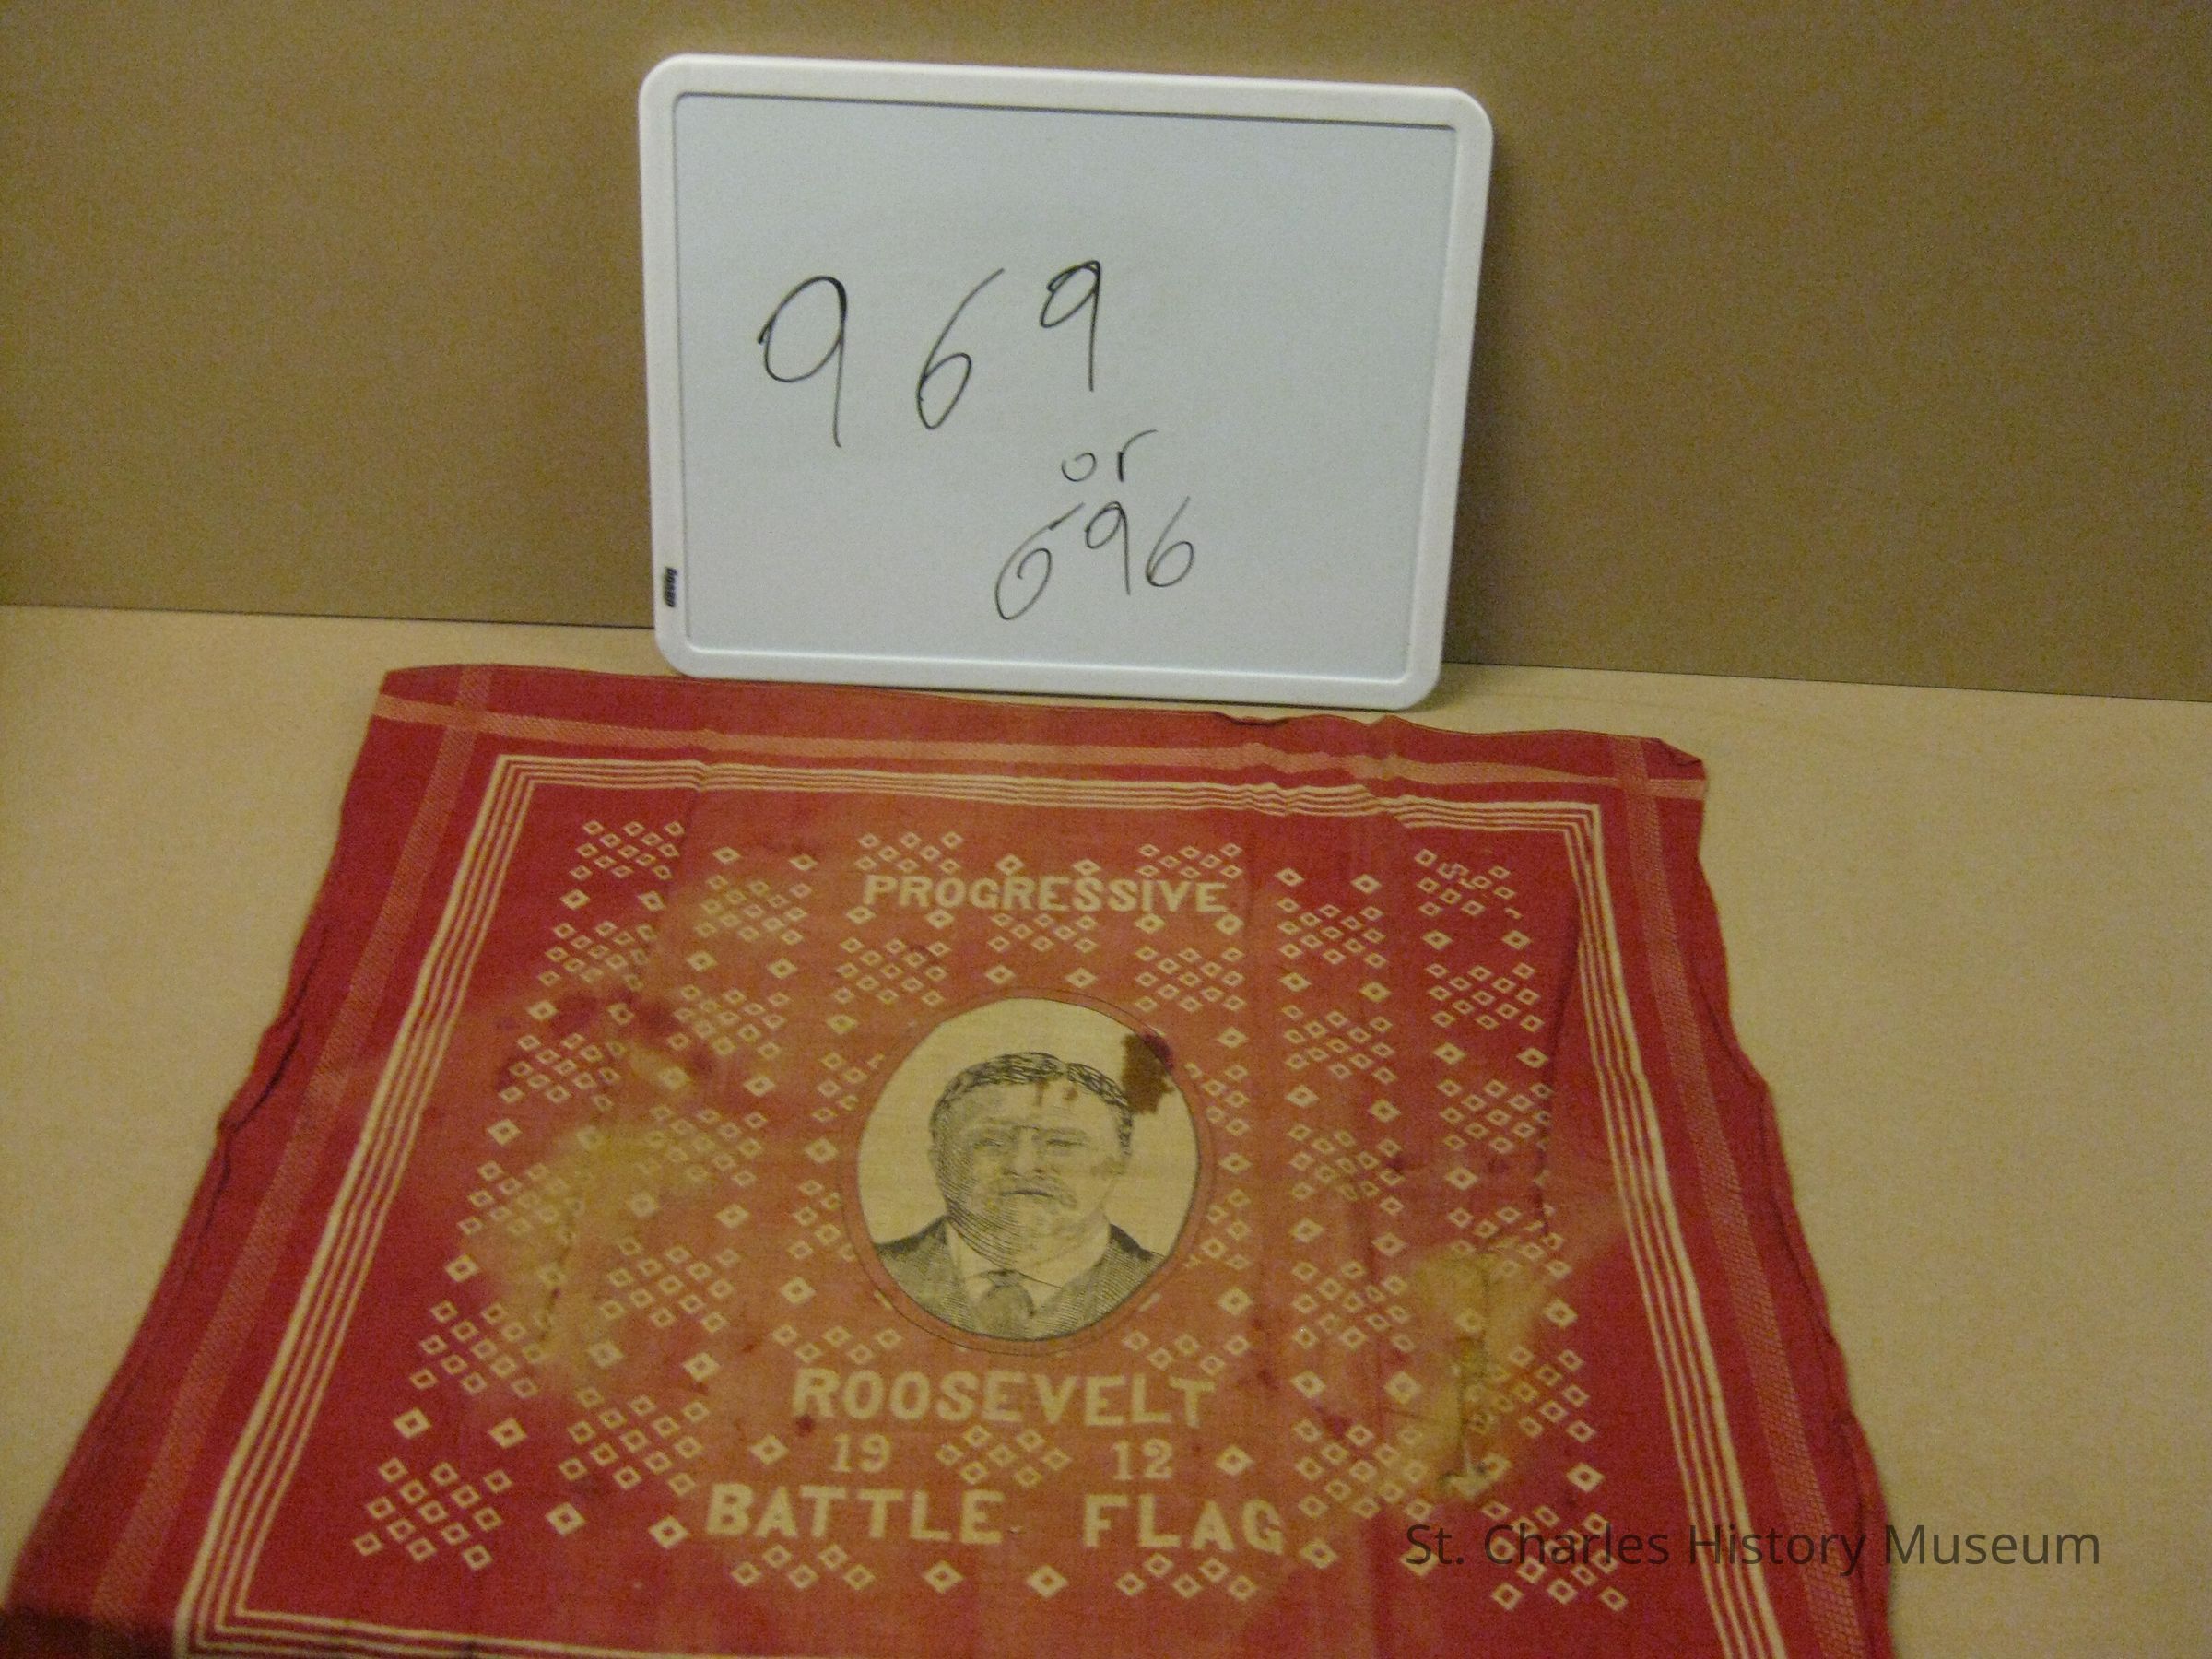 969
or
696
PROGRESSIVE
ROOSEVELT
19 12
BATTLE FLAG
St. Charles History Museum